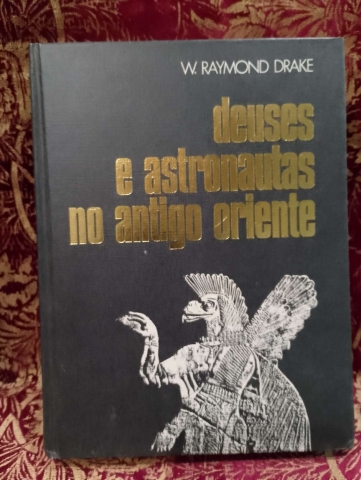 W. RAYMOND DRAKE
deuses
e astronautas
no antigo oriente